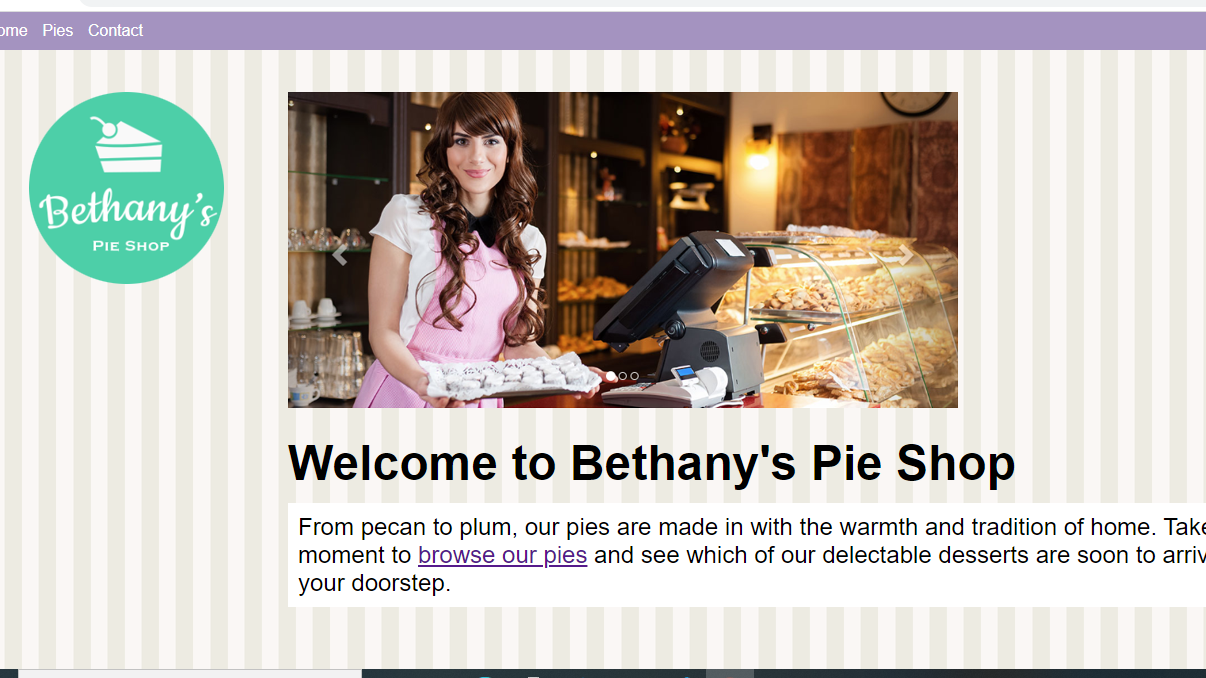 ome Pies Contact
Bethany's
PIE SHOP
Welcome to Bethany's Pie Shop
From pecan to plum, our pies are made in with the warmth and tradition of home. Take
moment to browse our pies and see which of our delectable desserts are soon to arriv
your doorstep.